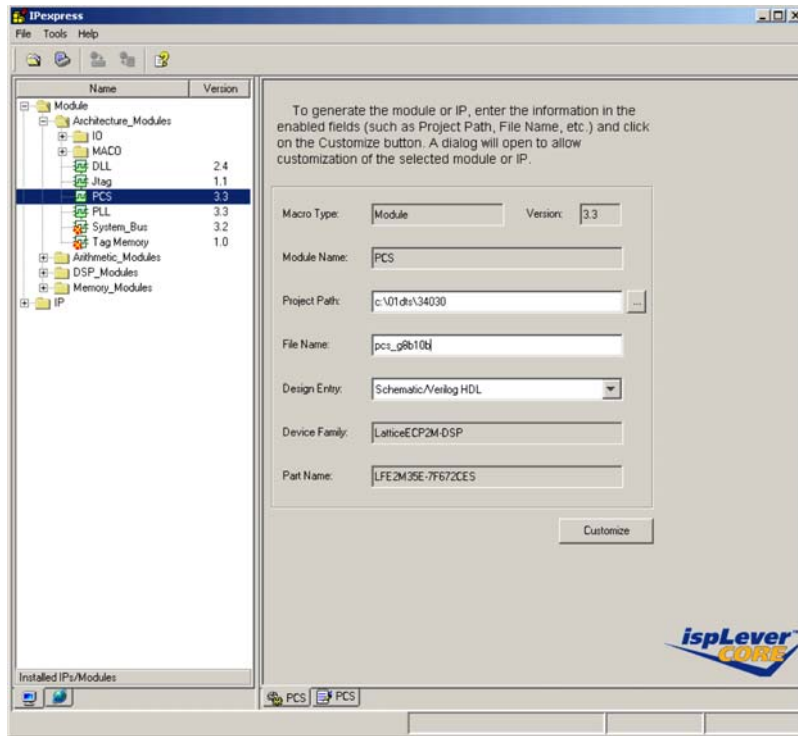 IPexpress
File Tools Help
Name Version
Module
Architecture_Modules
IO
MACO
DLL 2.4
Jtag 1.1
PCS 3.3
PLL 3.3
System_Bus 3.2
Tag Memory 1.0
Arithmetic_Modules
DSP_Modules
Memory_Modules
IP
Installed IPs/Modules
To generate the module or IP, enter the information in the
enabled fields (such as Project Path, File Name, etc.) and click
on the Customize button. A dialog will open to allow
customization of the selected module or IP.
Macro Type: Module Version: 3.3
Module Name: PCS
Project Path: c:\01dts\34030 ...
File Name: pcs_g8b10b
Design Entry: Schematic/Verilog HDL
Device Family: LatticeECP2M-DSP
Part Name: LFE2M35E-7F672CES
Customize
ispLever
CORE
PCS PCS